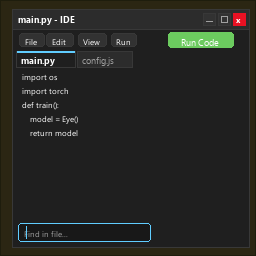 main.py - IDE
File Edit View Run Run Code
main.py config.js
import os
import torch
def train():
model = Eye()
return model
Find in file...